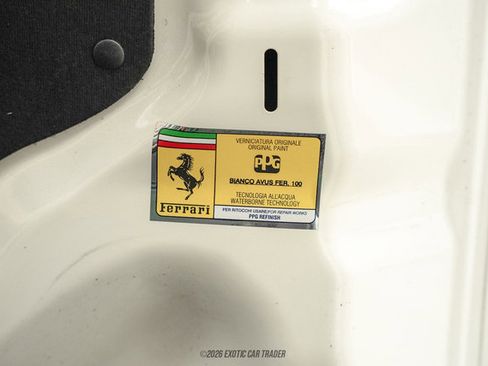 VERNICIATURA ORIGINALE
ORIGINAL PAINT
PPG
BIANCO AVUS FER. 100
TECNOLOGIA ALL'ACQUA
WATERBORNE TECHNOLOGY
Ferrari
PER RITOCCHI USARE/FOR REPAIR WORKS
PPG REFINISH
©2026 EXOTIC CAR TRADER